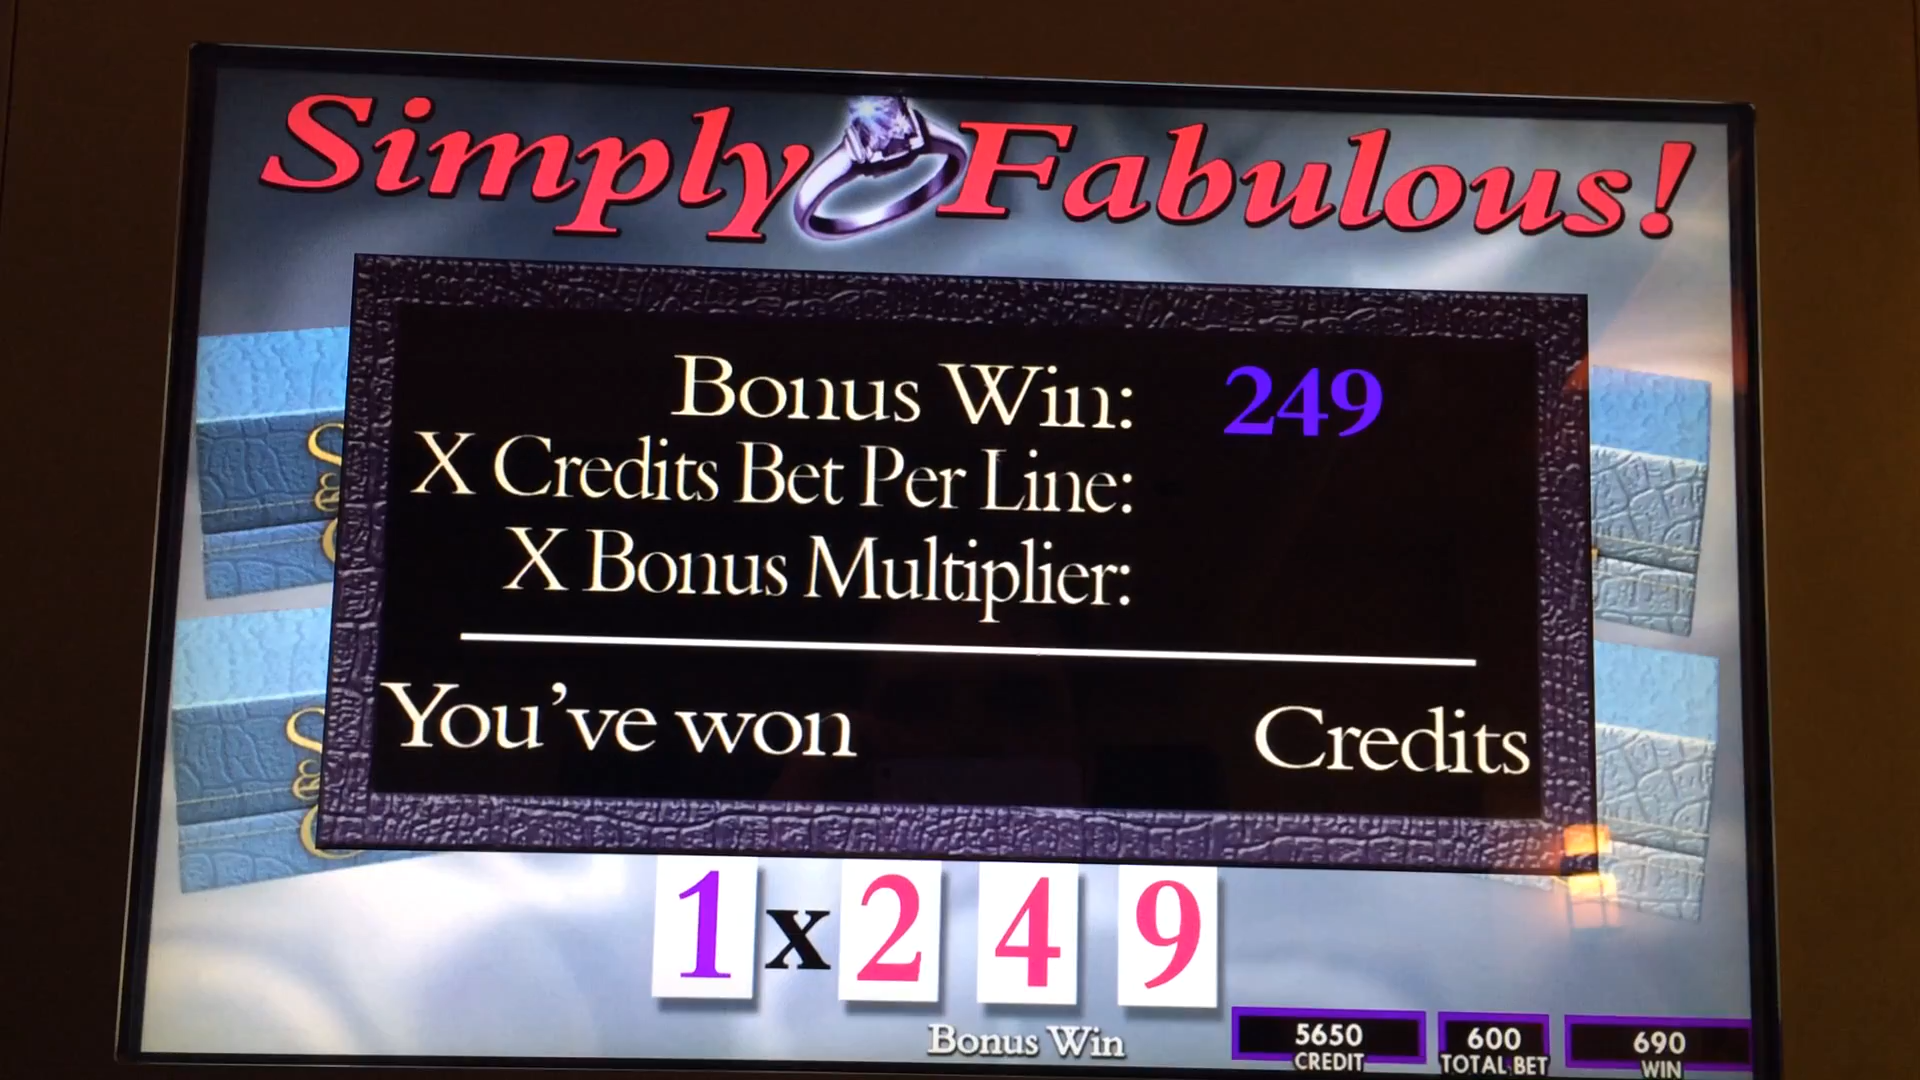 Simply Fabulous!
Bonus Win: 249
X Credits Bet Per Line:
X Bonus Multiplier:
You've won Credits
1 x 2 4 9
Bonus Win
5650 600 690
CREDIT TOTAL BET WIN